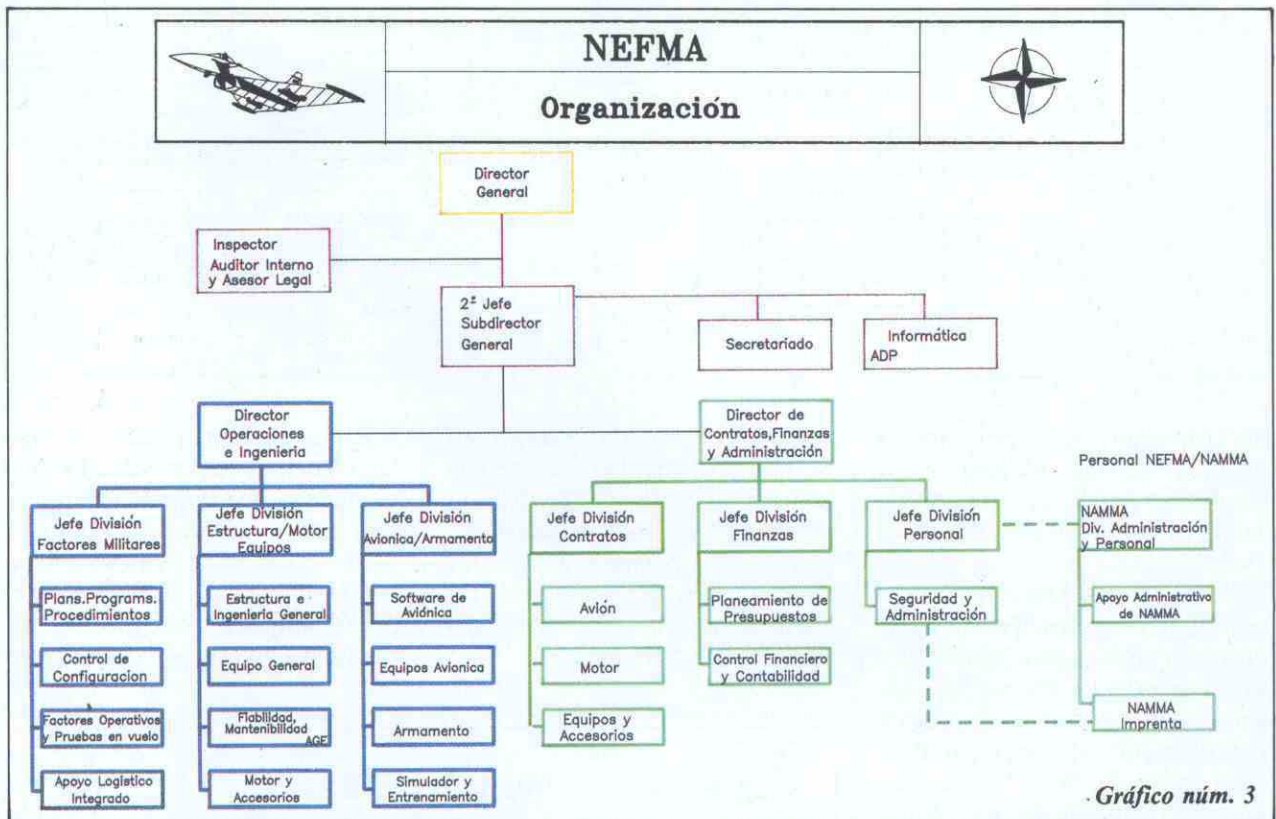 NEFMA
Organización
Director
General
Inspector
Auditor Interno
y Asesor Legal
2º Jefe
Subdirector
General
Secretariado
Informática
ADP
Director
Operaciones
e Ingenieria
Director de
Contratos,Finanzas
y Administración
Personal NEFMA/NAMMA
Jefe División
Factores Militares
Jefe División
Estructura/Motor
Equipos
Jefe División
Avionica/Armamento
Jefe División
Contratos
Jefe División
Finanzas
Jefe División
Personal
NAMMA
Div. Administración
y Personal
Plans.Programs.
Procedimientos
Estructura e
Ingenieria General
Software de
Aviónica
Avión
Planeamiento de
Presupuestos
Seguridad y
Administración
Apoyo Administrativo
de NAMMA
Control de
Configuracion
Equipo General
Equipos Avionica
Motor
Control Financiero
y Contabilidad
Factores Operativos
y Pruebas en vuelo
Fiabilidad,
Mantenibilidad
AGE
Armamento
Equipos y
Accesorios
NAMMA
Imprenta
Apoyo Logistico
Integrado
Motor y
Accesorios
Simulador y
Entrenamiento
Gráfico núm. 3